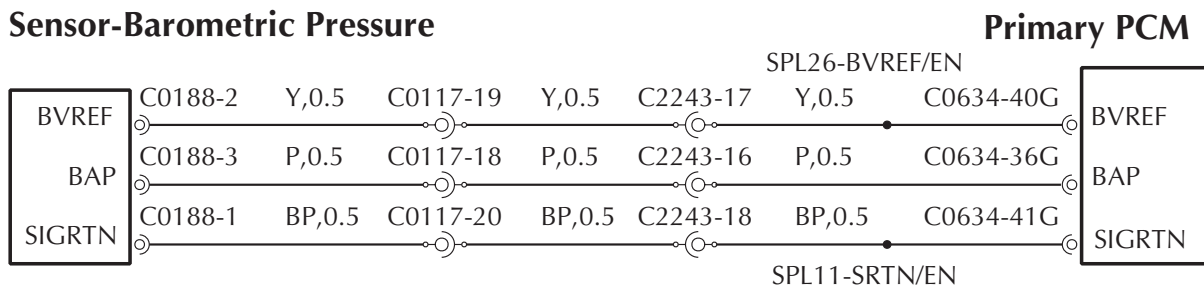 Sensor-Barometric Pressure Primary PCM
SPL26-BVREF/EN
BVREF C0188-2 Y,0.5 C0117-19 Y,0.5 C2243-17 Y,0.5 C0634-40G BVREF
BAP C0188-3 P,0.5 C0117-18 P,0.5 C2243-16 P,0.5 C0634-36G BAP
SIGRTN C0188-1 BP,0.5 C0117-20 BP,0.5 C2243-18 BP,0.5 C0634-41G SIGRTN
SPL11-SRTN/EN